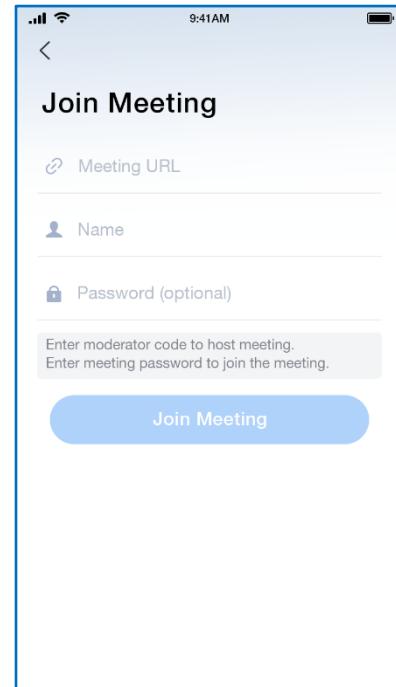 9:41AM
Join Meeting
Meeting URL
Name
Password (optional)
Enter moderator code to host meeting.
Enter meeting password to join the meeting.
Join Meeting